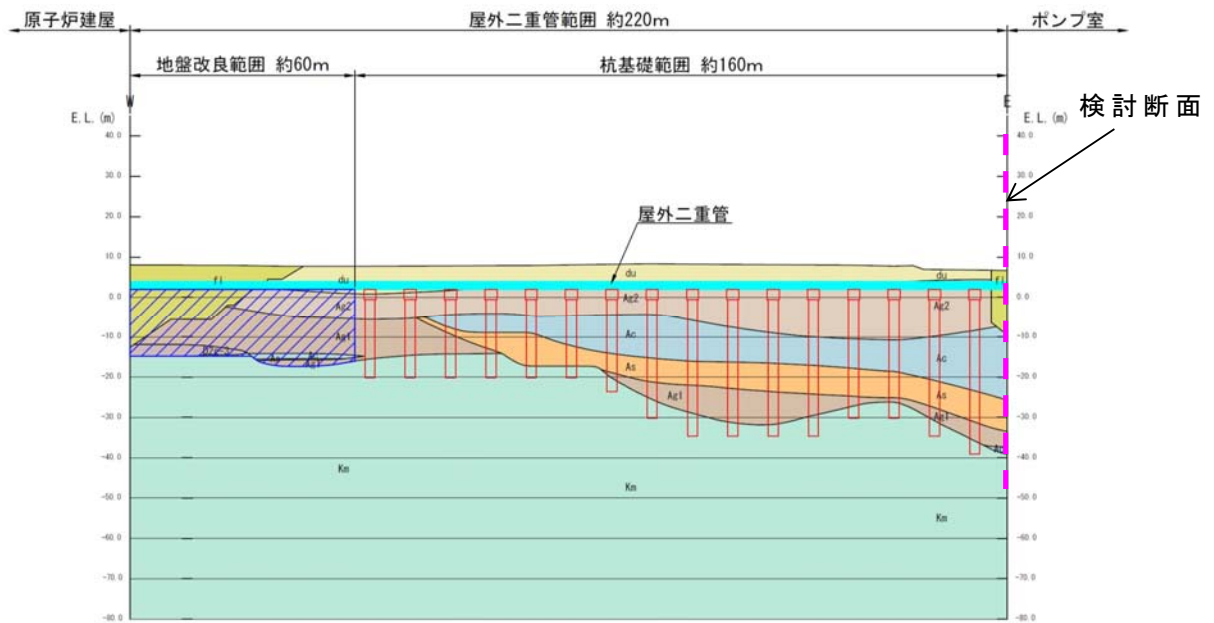 原子炉建屋
屋外二重管範囲 約220m
ポンプ室
地盤改良範囲 約60m
杭基礎範囲 約160m
W
E
E.L.(m)
E.L.(m)
検討断面
40.0
40.0
30.0
30.0
20.0
20.0
屋外二重管
10.0
10.0
fl
du
du
du
fl
0.0
0.0
Ag2
Ag2
Ag2
-10.0
-10.0
Ag1
Ac
Ac
-20.0
-20.0
As
As
Ag1
Ag1
-30.0
-30.0
-40.0
-40.0
Km
Km
-50.0
-50.0
Km
-60.0
-60.0
-70.0
-70.0
-80.0
-80.0